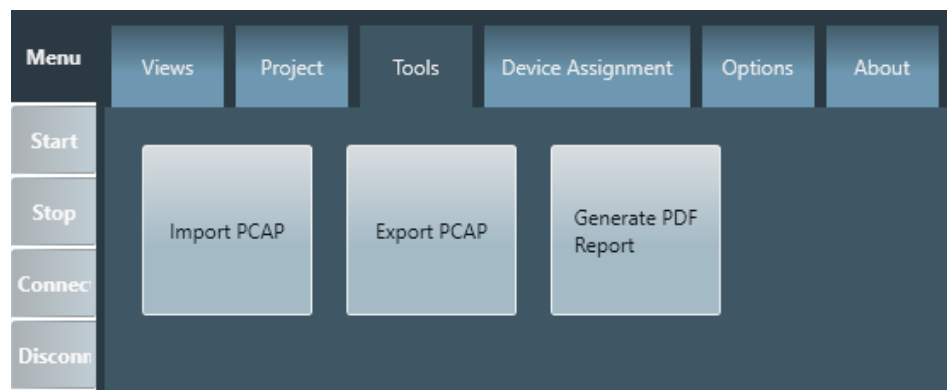 Menu
Views
Project
Tools
Device Assignment
Options
About
Start
Stop
Connec
Disconn
Import PCAP
Export PCAP
Generate PDF
Report